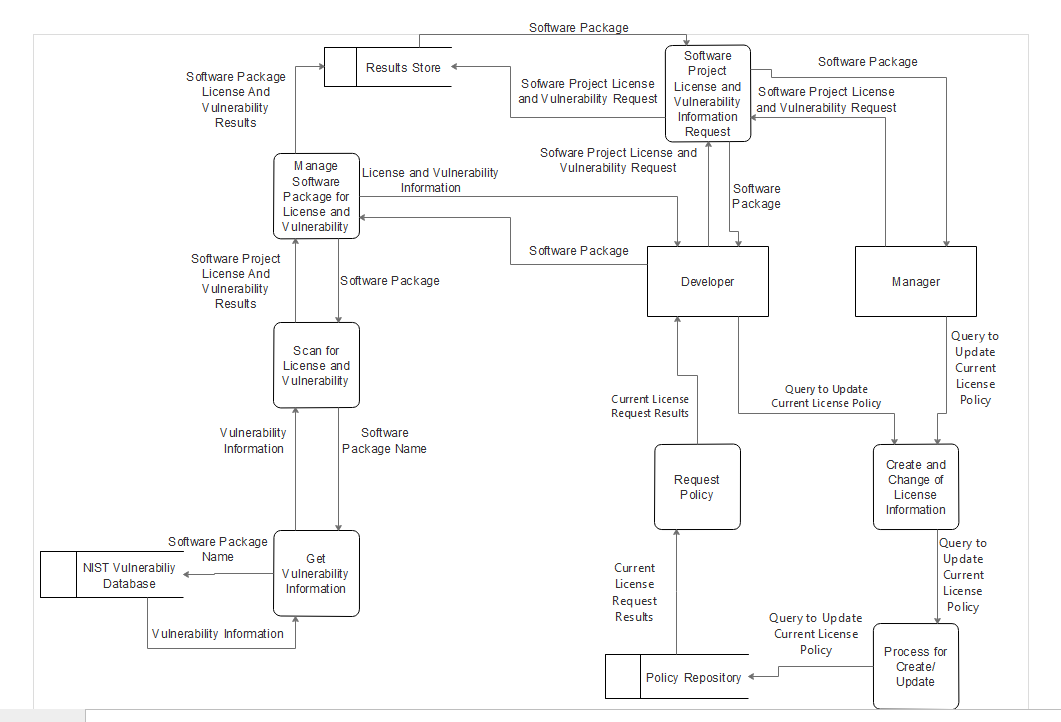 Software Package
Results Store
Software
Project
License and
Vulnerability
Information
Request
Software Package
Software Package
License And
Vulnerability
Results
Sofware Project License
and Vulnerability Request
Software Project License
and Vulnerability Request
Sofware Project License and
Vulnerability Request
Manage
Software
Package for
License and
Vulnerability
License and Vulnerability
Information
Software
Package
Software Package
Software Project
License And
Vulnerability
Results
Software Package
Developer
Manager
Scan for
License and
Vulnerability
Query to
Update
Current
License
Policy
Current License
Request Results
Query to Update
Current License Policy
Vulnerability
Information
Software
Package Name
Request
Policy
Create and
Change of
License
Information
Software Package
Name
NIST Vulnerabiliy
Database
Get
Vulnerability
Information
Current
License
Request
Results
Query to
Update
Current
License
Policy
Vulnerability Information
Query to Update
Current License
Policy
Policy Repository
Process for
Create/
Update